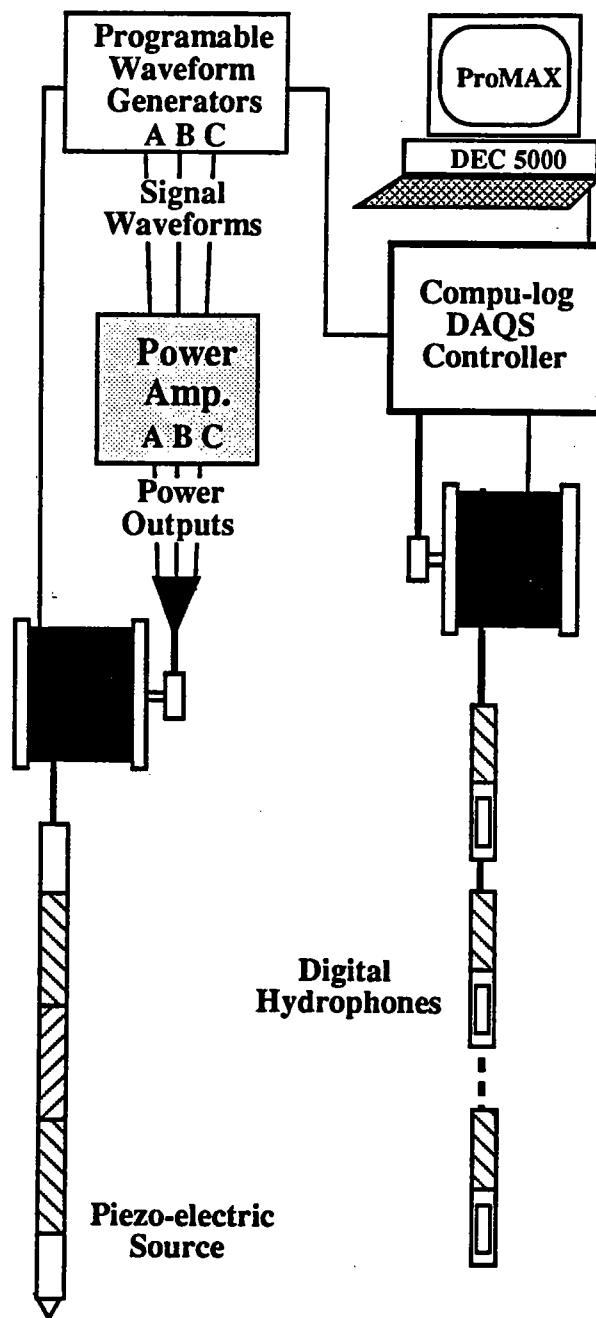 Programable
Waveform
Generators
A B C
Signal
Waveforms
Power
Amp.
A B C
Power
Outputs
ProMAX
DEC 5000
Compu-log
DAQS
Controller
Digital
Hydrophones
Piezo-electric
Source